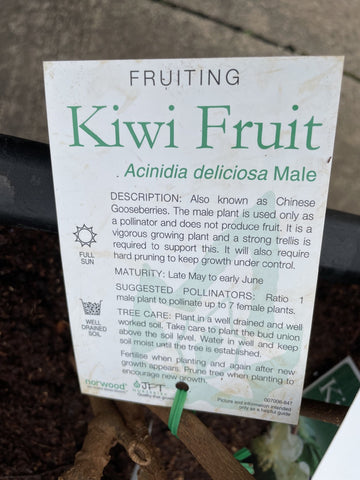 FRUITING
Kiwi Fruit
Acinidia deliciosa Male
DESCRIPTION: Also known as Chinese
Gooseberries. The male plant is used only as
a pollinator and does not produce fruit. It is a
vigorous growing plant and a strong trellis is
required to support this. It will also require
hard pruning to keep growth under control.
FULL
SUN
MATURITY: Late May to early June
SUGGESTED POLLINATORS: Ratio 1
male plant to pollinate up to 7 female plants.
WELL
DRAINED
SOIL
TREE CARE: Plant in a well drained and well
worked soil. Take care to plant the bud union
above the soil level. Water in well and keep
soil moist until the tree is established.
Fertilise when planting and again after new
growth appears. Prune tree when planting to
encourage new growth.
norwood
JPT
007006-647
Picture and information intended
only as a helpful guide